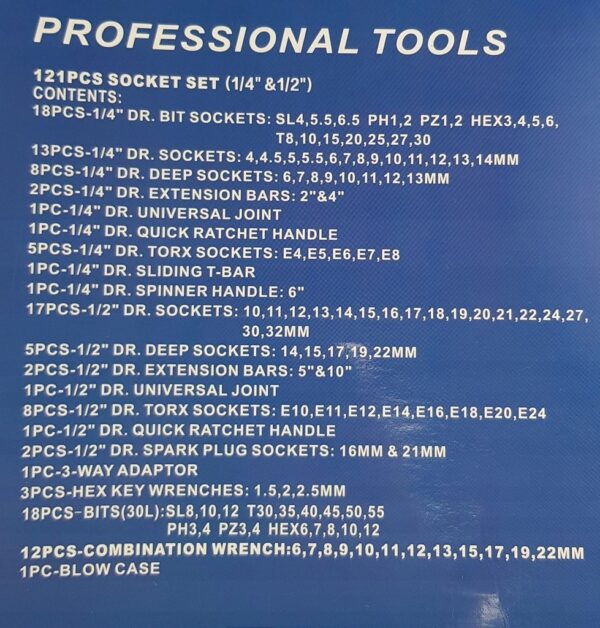 PROFESSIONAL TOOLS
121PCS SOCKET SET (1/4" &1/2")
CONTENTS:
18PCS-1/4" DR. BIT SOCKETS: SL4,5.5,6.5 PH1,2 PZ1,2 HEX3,4,5,6,
T8,10,15,20,25,27,30
13PCS-1/4" DR. SOCKETS: 4,4.5,5,5.5,6,7,8,9,10,11,12,13,14MM
8PCS-1/4" DR. DEEP SOCKETS: 6,7,8,9,10,11,12,13MM
2PCS-1/4" DR. EXTENSION BARS: 2"&4"
1PC-1/4" DR. UNIVERSAL JOINT
1PC-1/4" DR. QUICK RATCHET HANDLE
5PCS-1/4" DR. TORX SOCKETS: E4,E5,E6,E7,E8
1PC-1/4" DR. SLIDING T-BAR
1PC-1/4" DR. SPINNER HANDLE: 6"
17PCS-1/2" DR. SOCKETS: 10,11,12,13,14,15,16,17,18,19,20,21,22,24,27,
30,32MM
5PCS-1/2" DR. DEEP SOCKETS: 14,15,17,19,22MM
2PCS-1/2" DR. EXTENSION BARS: 5"&10"
1PC-1/2" DR. UNIVERSAL JOINT
8PCS-1/2" DR. TORX SOCKETS: E10,E11,E12,E14,E16,E18,E20,E24
1PC-1/2" DR. QUICK RATCHET HANDLE
2PCS-1/2" DR. SPARK PLUG SOCKETS: 16MM & 21MM
1PC-3-WAY ADAPTOR
3PCS-HEX KEY WRENCHES: 1.5,2,2.5MM
18PCS-BITS(30L):SL8,10,12 T30,35,40,45,50,55
PH3,4 PZ3,4 HEX6,7,8,10,12
12PCS-COMBINATION WRENCH:6,7,8,9,10,11,12,13,15,17,19,22MM
1PC-BLOW CASE